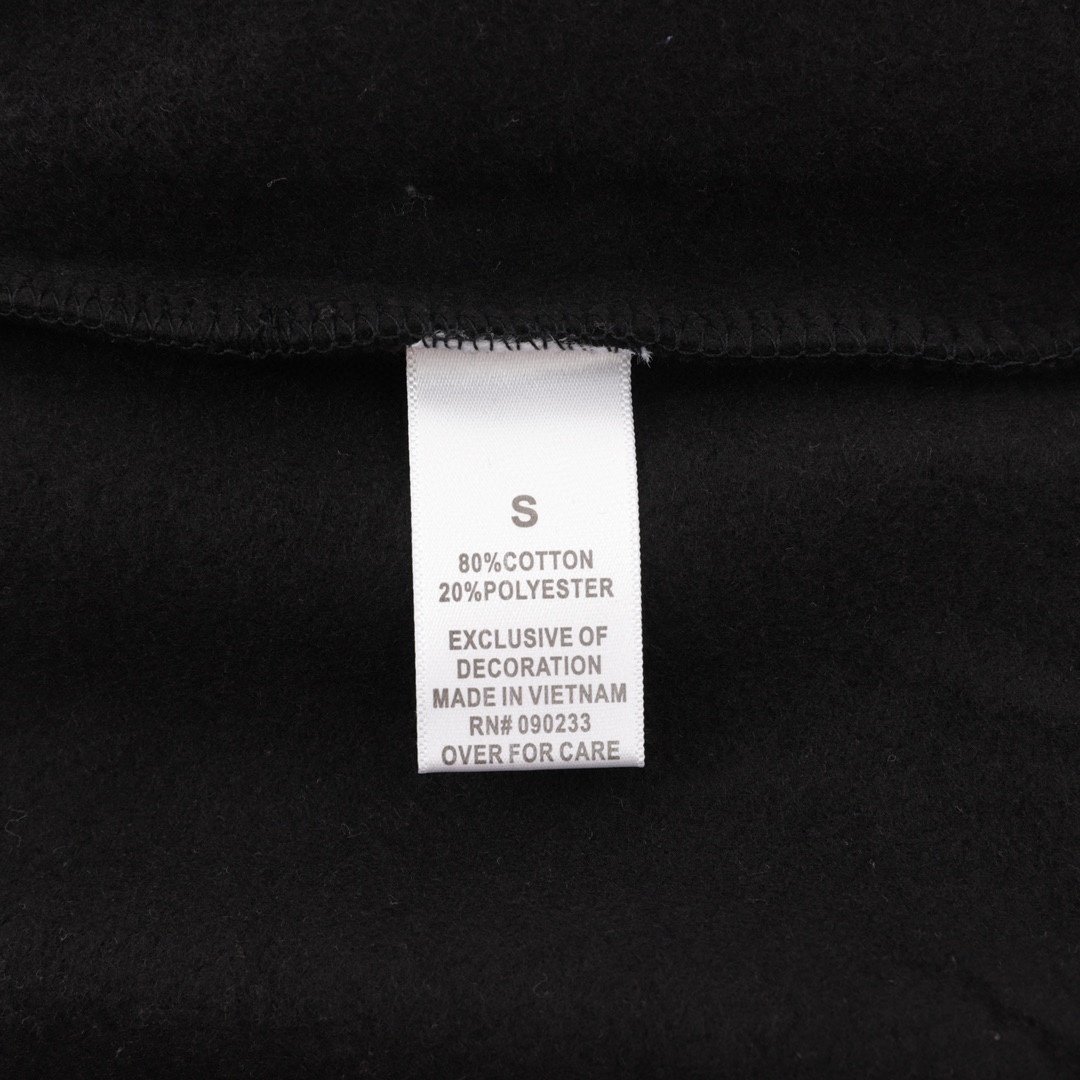 S
80%COTTON
20%POLYESTER
EXCLUSIVE OF
DECORATION
MADE IN VIETNAM
RN# 090233
OVER FOR CARE